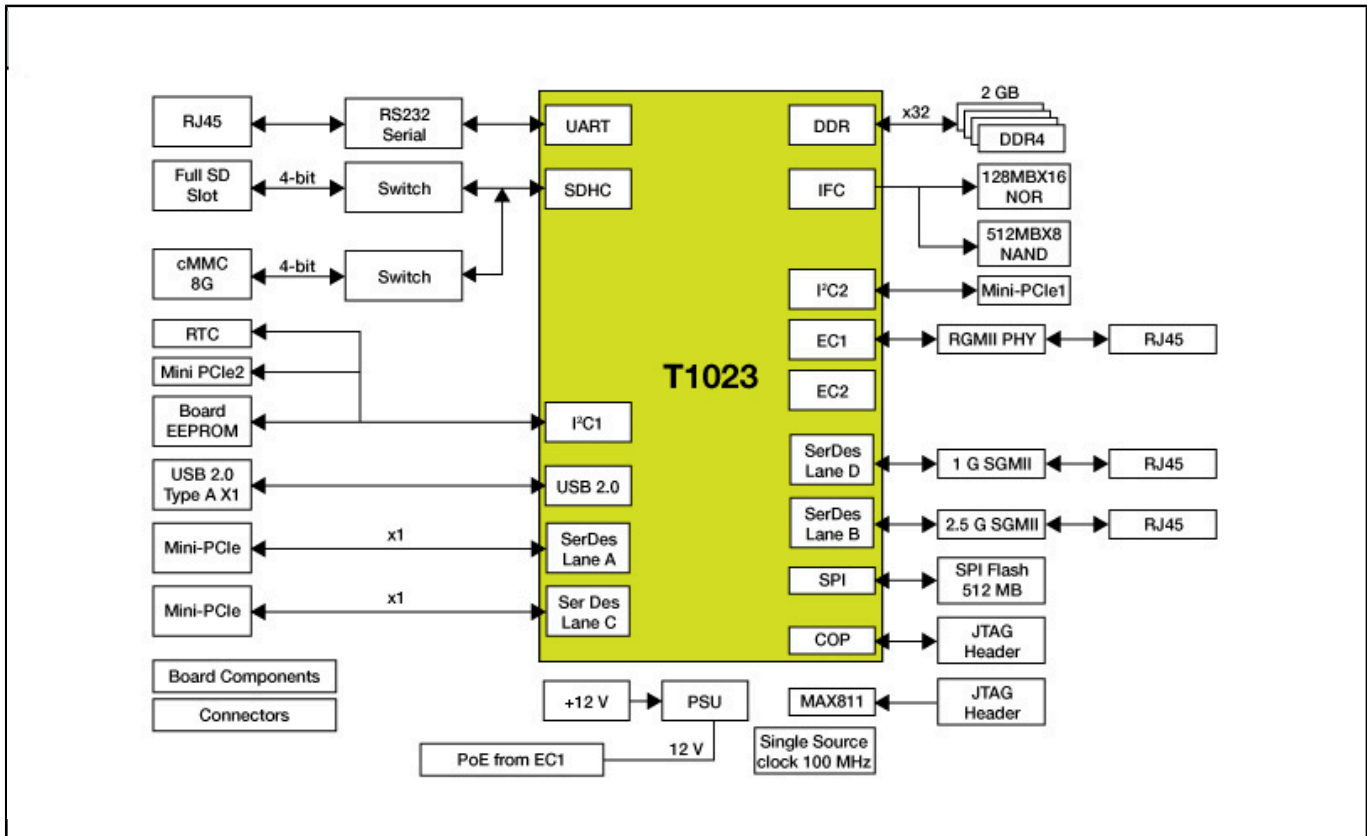 RJ45
RS232
Serial
UART
Full SD
Slot
4-bit
Switch
SDHC
cMMC
8G
4-bit
Switch
RTC
Mini PCIe2
Board
EEPROM
I²C1
USB 2.0
Type A X1
USB 2.0
Mini-PCIe
x1
SerDes
Lane A
Mini-PCIe
x1
Ser Des
Lane C
Board Components
Connectors
T1023
DDR
x32
2 GB
DDR4
IFC
128MBX16
NOR
512MBX8
NAND
I²C2
Mini-PCIe1
EC1
RGMII PHY
RJ45
EC2
SerDes
Lane D
1 G SGMII
RJ45
SerDes
Lane B
2.5 G SGMII
RJ45
SPI
SPI Flash
512 MB
COP
JTAG
Header
+12 V
PSU
MAX811
JTAG
Header
PoE from EC1
12 V
Single Source
clock 100 MHz